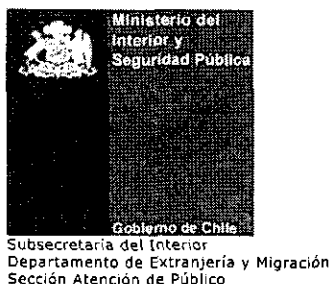 Ministerio del
Interior y
Seguridad Pública
Gobierno de Chile
Subsecretaría del Interior
Departamento de Extranjería y Migración
Sección Atención de Público